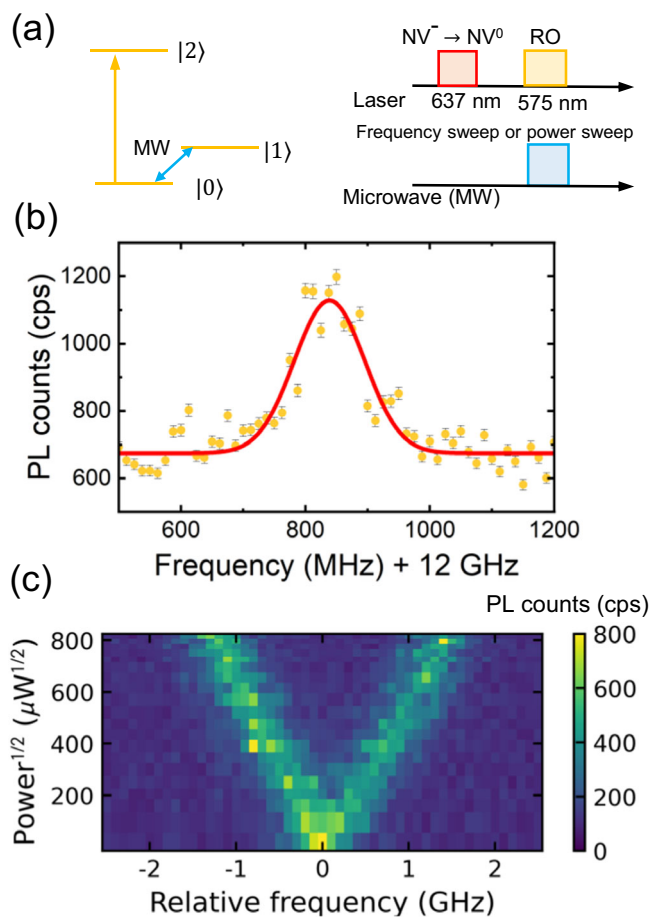 (a)
|2⟩
MW
|1⟩
|0⟩
NV⁻ → NV⁰
RO
Laser
637 nm
575 nm
Frequency sweep or power sweep
Microwave (MW)
(b)
PL counts (cps)
1200
1000
800
600
600
800
1000
1200
Frequency (MHz) + 12 GHz
(c)
PL counts (cps)
Power^{1/2} (μW^{1/2})
800
600
400
200
-2
-1
0
1
2
Relative frequency (GHz)
800
600
400
200
0